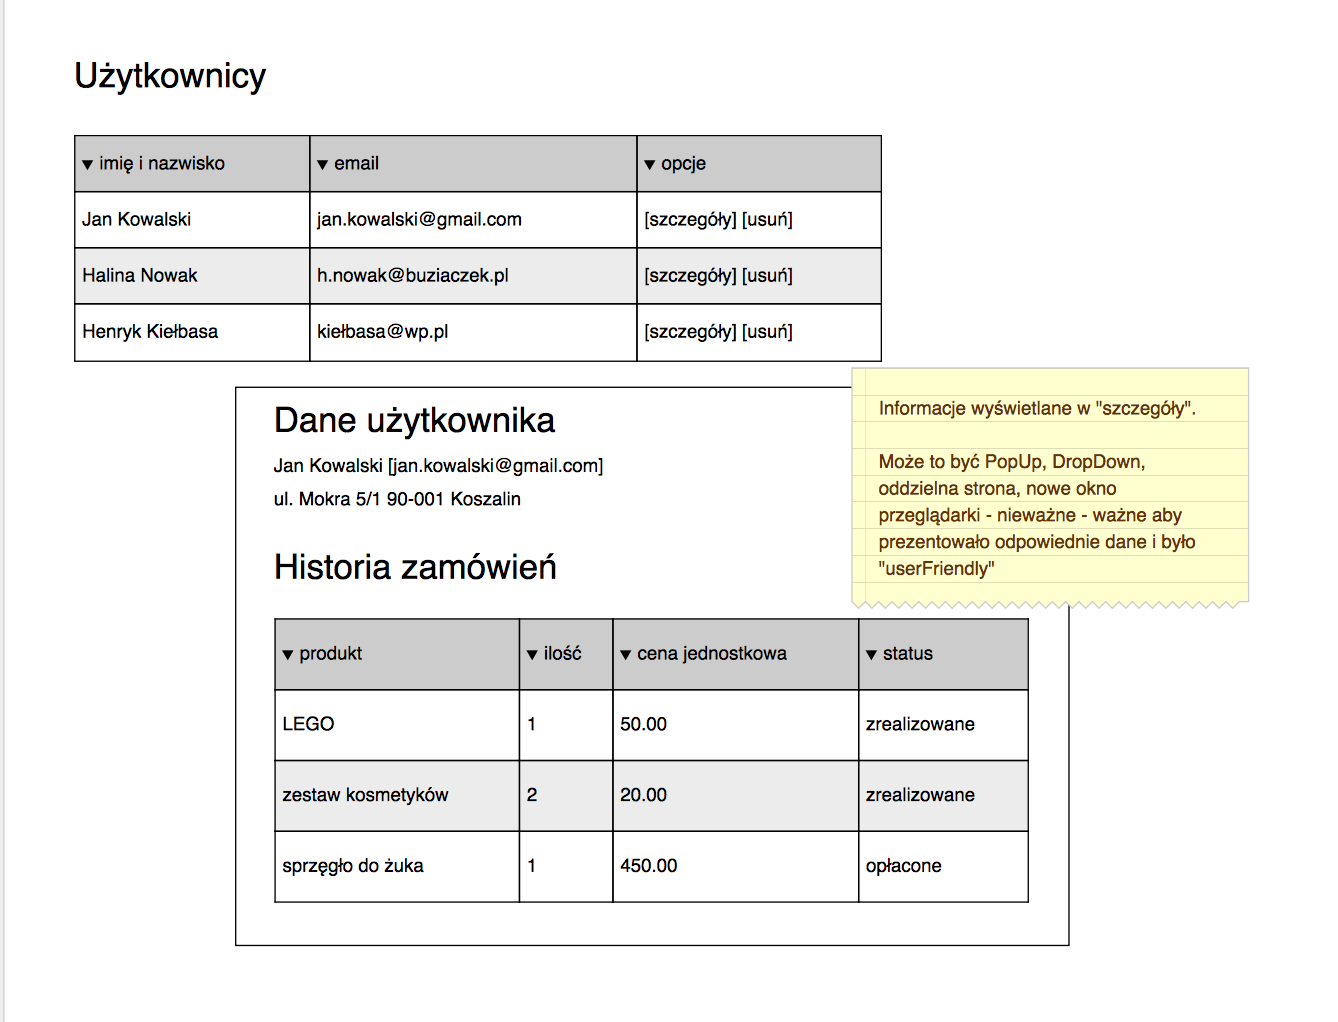 Użytkownicy
▼ imię i nazwisko ▼ email ▼ opcje
Jan Kowalski jan.kowalski@gmail.com [szczegóły] [usuń]
Halina Nowak h.nowak@buziaczek.pl [szczegóły] [usuń]
Henryk Kiełbasa kiełbasa@wp.pl [szczegóły] [usuń]
Informacje wyświetlane w "szczegóły".
Może to być PopUp, DropDown,
oddzielna strona, nowe okno
przeglądarki - nieważne - ważne aby
prezentowało odpowiednie dane i było
"userFriendly"
Dane użytkownika
Jan Kowalski [jan.kowalski@gmail.com]
ul. Mokra 5/1 90-001 Koszalin
Historia zamówień
▼ produkt ▼ ilość ▼ cena jednostkowa ▼ status
LEGO 1 50.00 zrealizowane
zestaw kosmetyków 2 20.00 zrealizowane
sprzęgło do żuka 1 450.00 opłacone